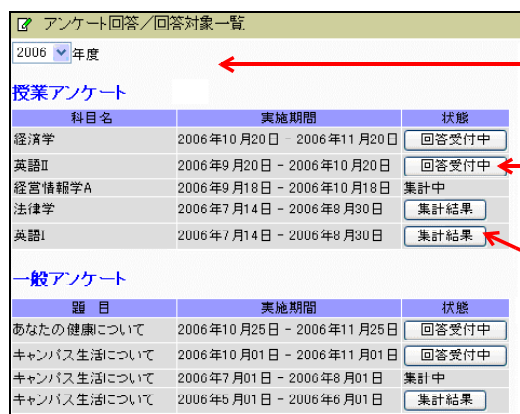 アンケート回答／回答対象一覧
2006 年度
授業アンケート
科目名 実施期間 状態
経済学 2006年10月20日 - 2006年11月20日 回答受付中
英語II 2006年9月20日 - 2006年10月20日 回答受付中
経営情報学A 2006年9月18日 - 2006年10月18日 集計中
法律学 2006年7月14日 - 2006年8月30日 集計結果
英語I 2006年7月14日 - 2006年8月30日 集計結果
一般アンケート
題 目 実施期間 状態
あなたの健康について 2006年10月25日 - 2006年11月25日 回答受付中
キャンパス生活について 2006年10月01日 - 2006年11月01日 回答受付中
キャンパス生活について 2006年7月01日 - 2006年8月01日 集計中
キャンパス生活について 2006年5月01日 - 2006年6月01日 集計結果